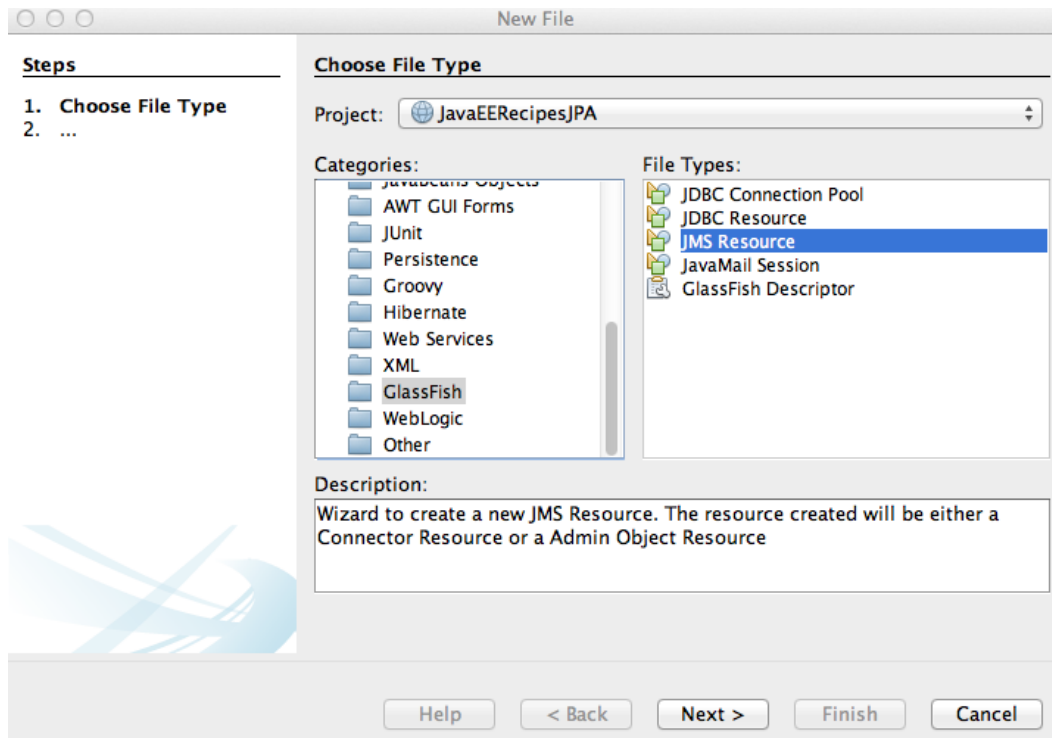 New File
Steps
1. Choose File Type
2. ...
Choose File Type
Project: JavaEERecipesJPA
Categories:
JavaBeans Objects
AWT GUI Forms
JUnit
Persistence
Groovy
Hibernate
Web Services
XML
GlassFish
WebLogic
Other
File Types:
JDBC Connection Pool
JDBC Resource
JMS Resource
JavaMail Session
GlassFish Descriptor
Description:
Wizard to create a new JMS Resource. The resource created will be either a
Connector Resource or a Admin Object Resource
Help < Back Next > Finish Cancel